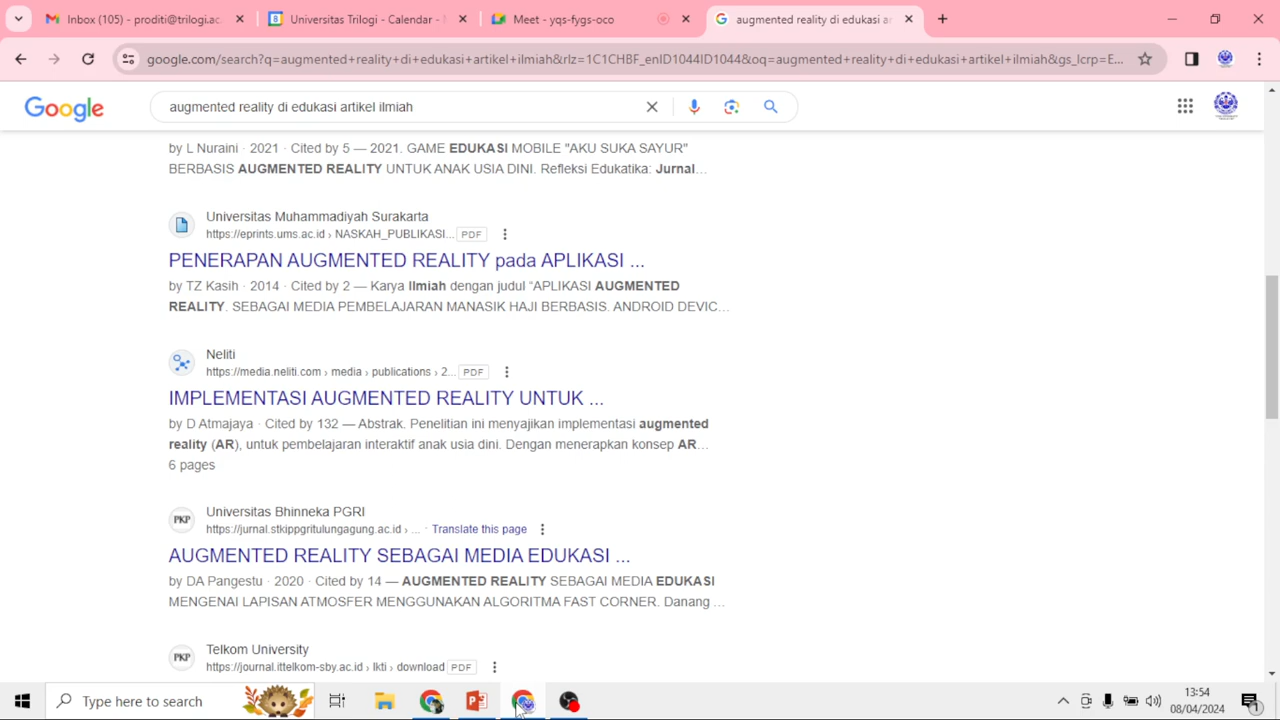 Inbox (105) - proditi@trilogi.ac.
Universitas Trilogi - Calendar -
Meet - yqs-fygs-oco
augmented reality di edukasi ar
google.com/search?q=augmented+reality+di+edukasi+artikel+ilmiah&rlz=1C1CHBF_enID1044ID1044&oq=augmented+reality+di+edukasi+artikel+ilmiah&gs_lcrp=E...
Google
augmented reality di edukasi artikel ilmiah
by L Nuraini · 2021 · Cited by 5 — 2021. GAME EDUKASI MOBILE "AKU SUKA SAYUR"
BERBASIS AUGMENTED REALITY UNTUK ANAK USIA DINI. Refleksi Edukatika: Jurnal...
Universitas Muhammadiyah Surakarta
https://eprints.ums.ac.id › NASKAH_PUBLIKASI... PDF
PENERAPAN AUGMENTED REALITY pada APLIKASI ...
by TZ Kasih · 2014 · Cited by 2 — Karya Ilmiah dengan judul “APLIKASI AUGMENTED
REALITY. SEBAGAI MEDIA PEMBELAJARAN MANASIK HAJI BERBASIS. ANDROID DEVIC...
Neliti
https://media.neliti.com › media › publications › 2... PDF
IMPLEMENTASI AUGMENTED REALITY UNTUK ...
by D Atmajaya · Cited by 132 — Abstrak. Penelitian ini menyajikan implementasi augmented
reality (AR), untuk pembelajaran interaktif anak usia dini. Dengan menerapkan konsep AR...
6 pages
PKP
Universitas Bhinneka PGRI
https://jurnal.stkippgritulungagung.ac.id › ... · Translate this page
AUGMENTED REALITY SEBAGAI MEDIA EDUKASI ...
by DA Pangestu · 2020 · Cited by 14 — AUGMENTED REALITY SEBAGAI MEDIA EDUKASI
MENGENAI LAPISAN ATMOSFER MENGGUNAKAN ALGORITMA FAST CORNER. Danang ...
PKP
Telkom University
https://journal.ittelkom-sby.ac.id › lkti › download PDF
Type here to search
13:54
08/04/2024
1